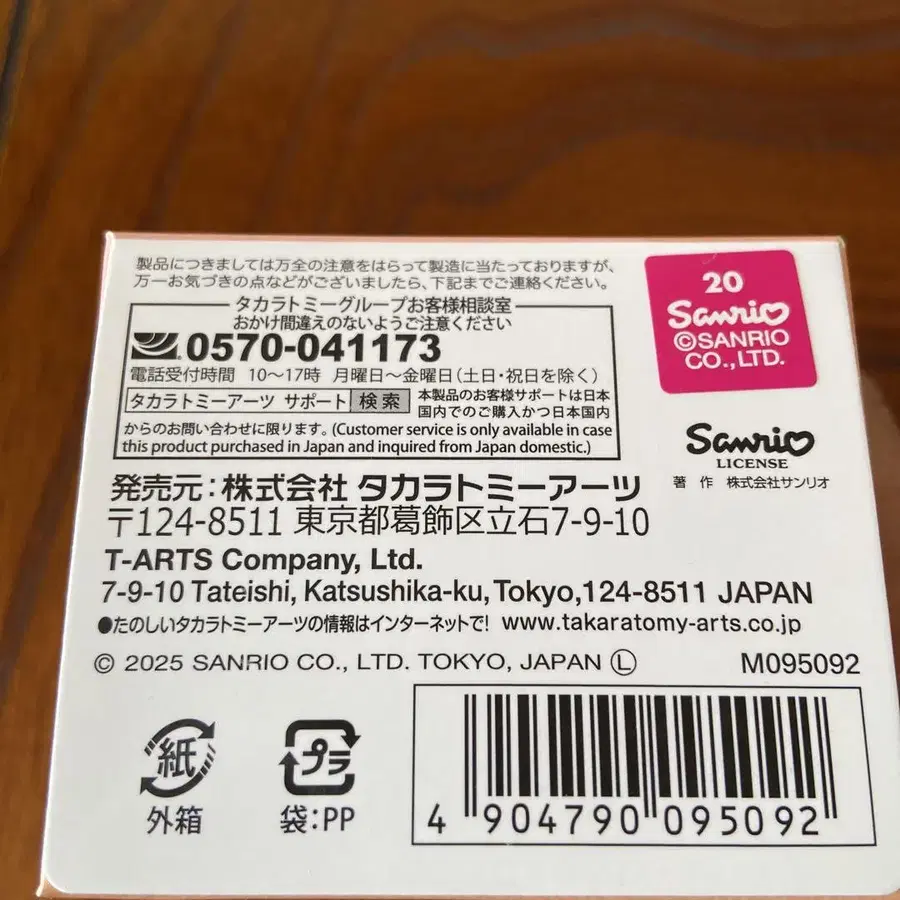 製品につきましては万全の注意をはらって製造に当たっておりますが、
万一お気づきの点などがございましたら、下記までご連絡ください。
タカラトミーグループお客様相談室
おかけ間違えのないようご注意ください
0570-041173
電話受付時間 10〜17時 月曜日〜金曜日(土日・祝日を除く)
タカラトミーアーツ サポート 検索
本製品のお客様サポートは日本
国内でのご購入かつ日本国内
からのお問い合わせに限ります。(Customer service is only available in case
this product purchased in Japan and inquired from Japan domestic.)
20
Sanrio
©SANRIO
CO.,LTD.
Sanrio
LICENSE
著作 株式会社サンリオ
発売元:株式会社 タカラトミーアーツ
〒124-8511 東京都葛飾区立石7-9-10
T-ARTS Company, Ltd.
7-9-10 Tateishi, Katsushika-ku, Tokyo,124-8511 JAPAN
●たのしいタカラトミーアーツの情報はインターネットで! www.takaratomy-arts.co.jp
© 2025 SANRIO CO., LTD. TOKYO, JAPAN Ⓛ
M095092
紙
外箱
プラ
袋:PP
4 904790 095092